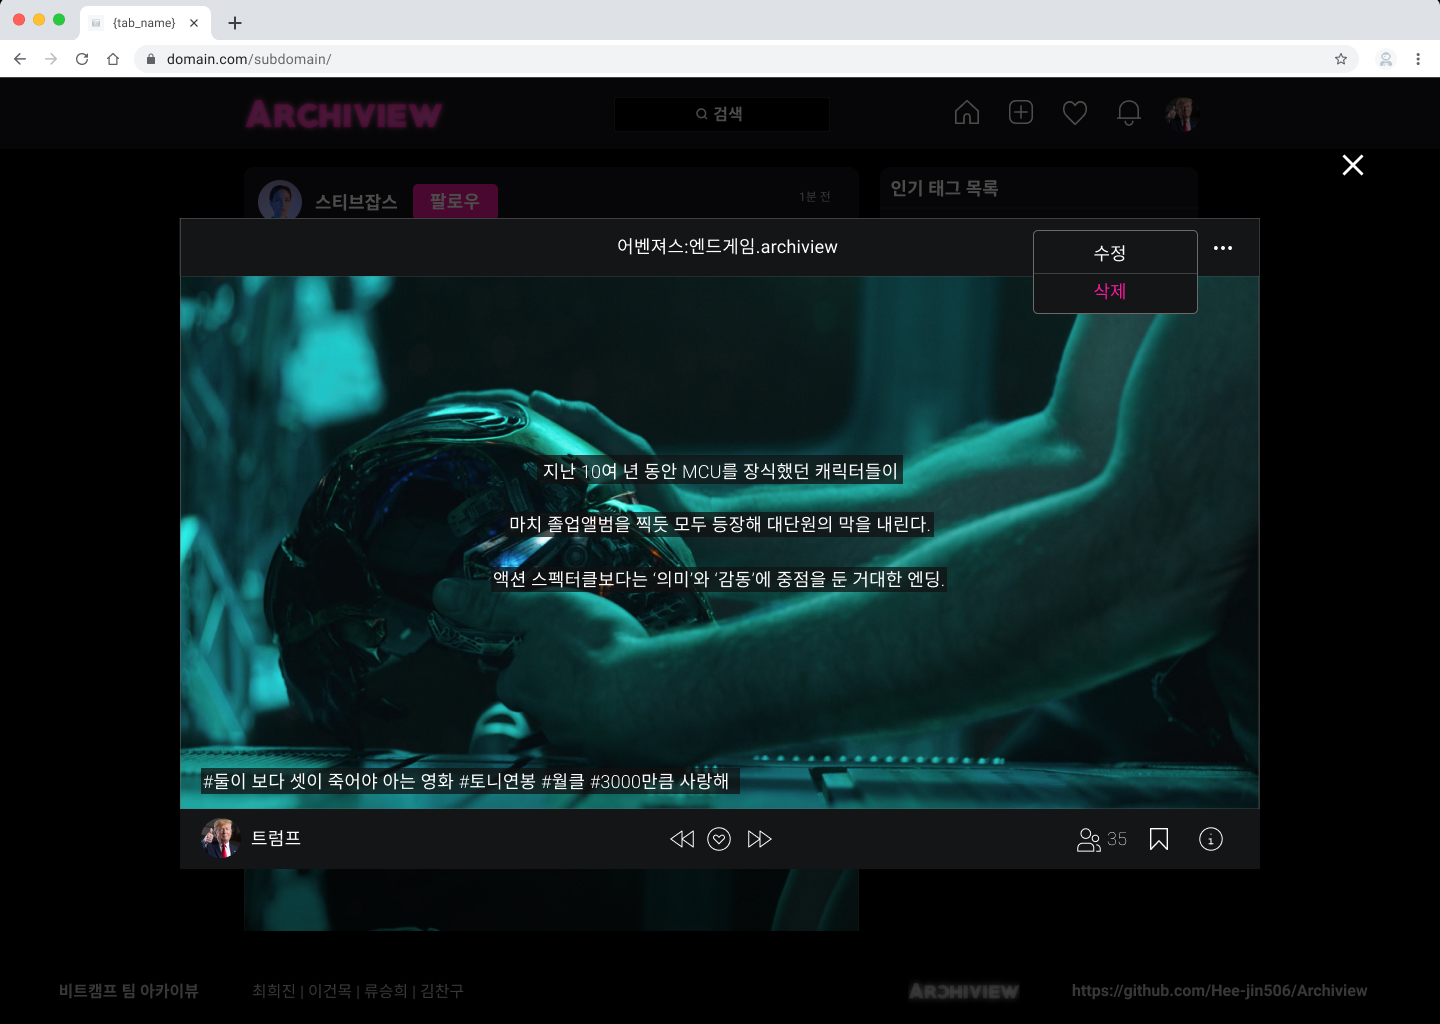 {tab_name}
domain.com/subdomain/
ARCHIVIEW
검색
스티브잡스
팔로우
1분 전
인기 태그 목록
어벤져스:엔드게임.archiview
수정
삭제
지난 10여 년 동안 MCU를 장식했던 캐릭터들이
마치 졸업앨범을 찍듯 모두 등장해 대단원의 막을 내린다.
액션 스펙터클보다는 ‘의미’와 ‘감동’에 중점을 둔 거대한 엔딩.
#둘이 보다 셋이 죽어야 아는 영화 #토니연봉 #월클 #3000만큼 사랑해
트럼프
35
비트캠프 팀 아카이뷰
최희진 | 이건목 | 류승희 | 김찬구
ARCHIVIEW
https://github.com/Hee-jin506/Archiview